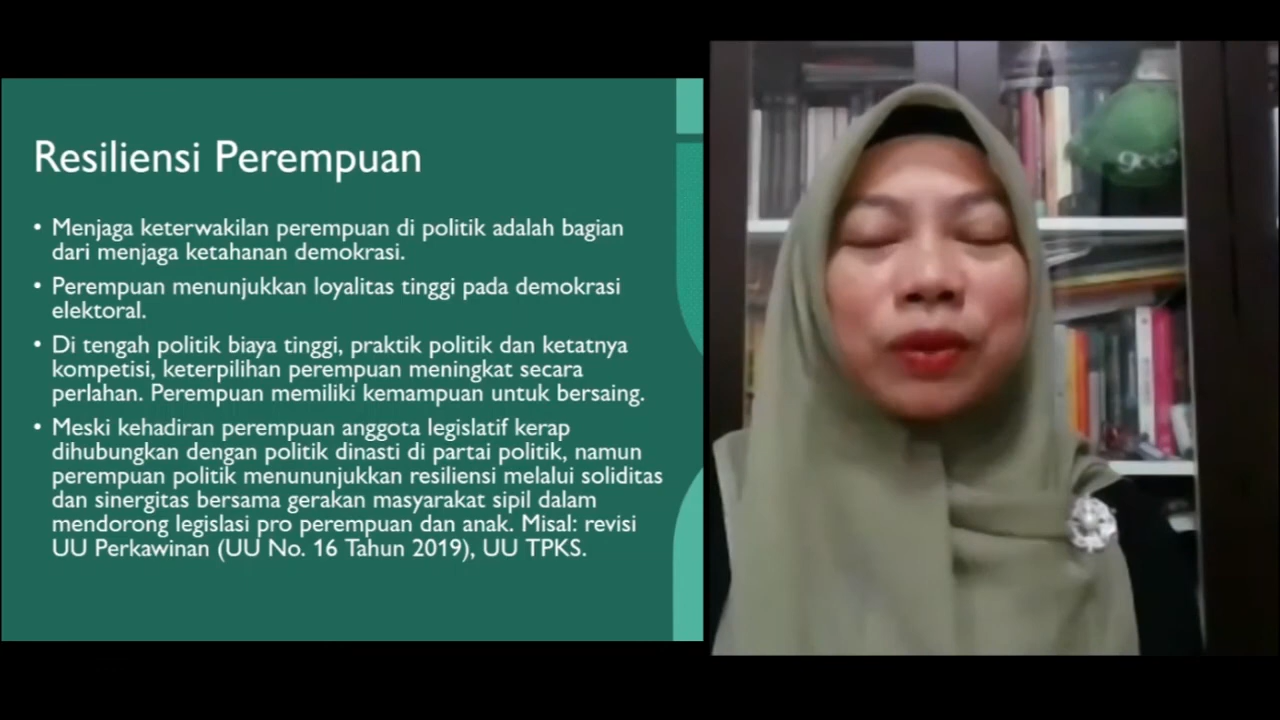 Resiliensi Perempuan
• Menjaga keterwakilan perempuan di politik adalah bagian
dari menjaga ketahanan demokrasi.
• Perempuan menunjukkan loyalitas tinggi pada demokrasi
elektoral.
• Di tengah politik biaya tinggi, praktik politik dan ketatnya
kompetisi, keterpilihan perempuan meningkat secara
perlahan. Perempuan memiliki kemampuan untuk bersaing.
• Meski kehadiran perempuan anggota legislatif kerap
dihubungkan dengan politik dinasti di partai politik, namun
perempuan politik menununjukkan resiliensi melalui soliditas
dan sinergitas bersama gerakan masyarakat sipil dalam
mendorong legislasi pro perempuan dan anak. Misal: revisi
UU Perkawinan (UU No. 16 Tahun 2019), UU TPKS.